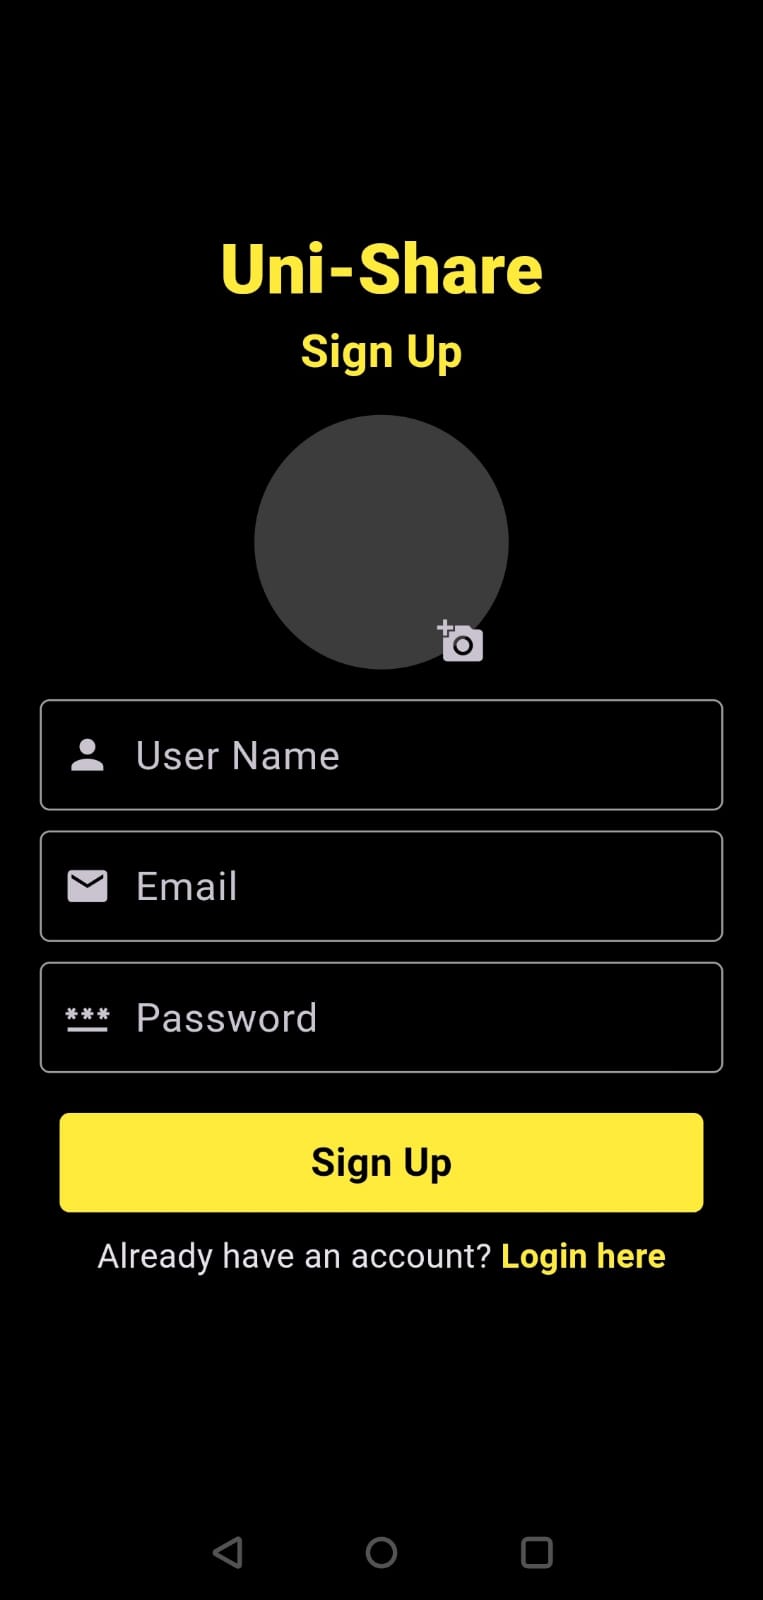 Uni-Share
Sign Up
User Name
Email
Password
Sign Up
Already have an account? Login here